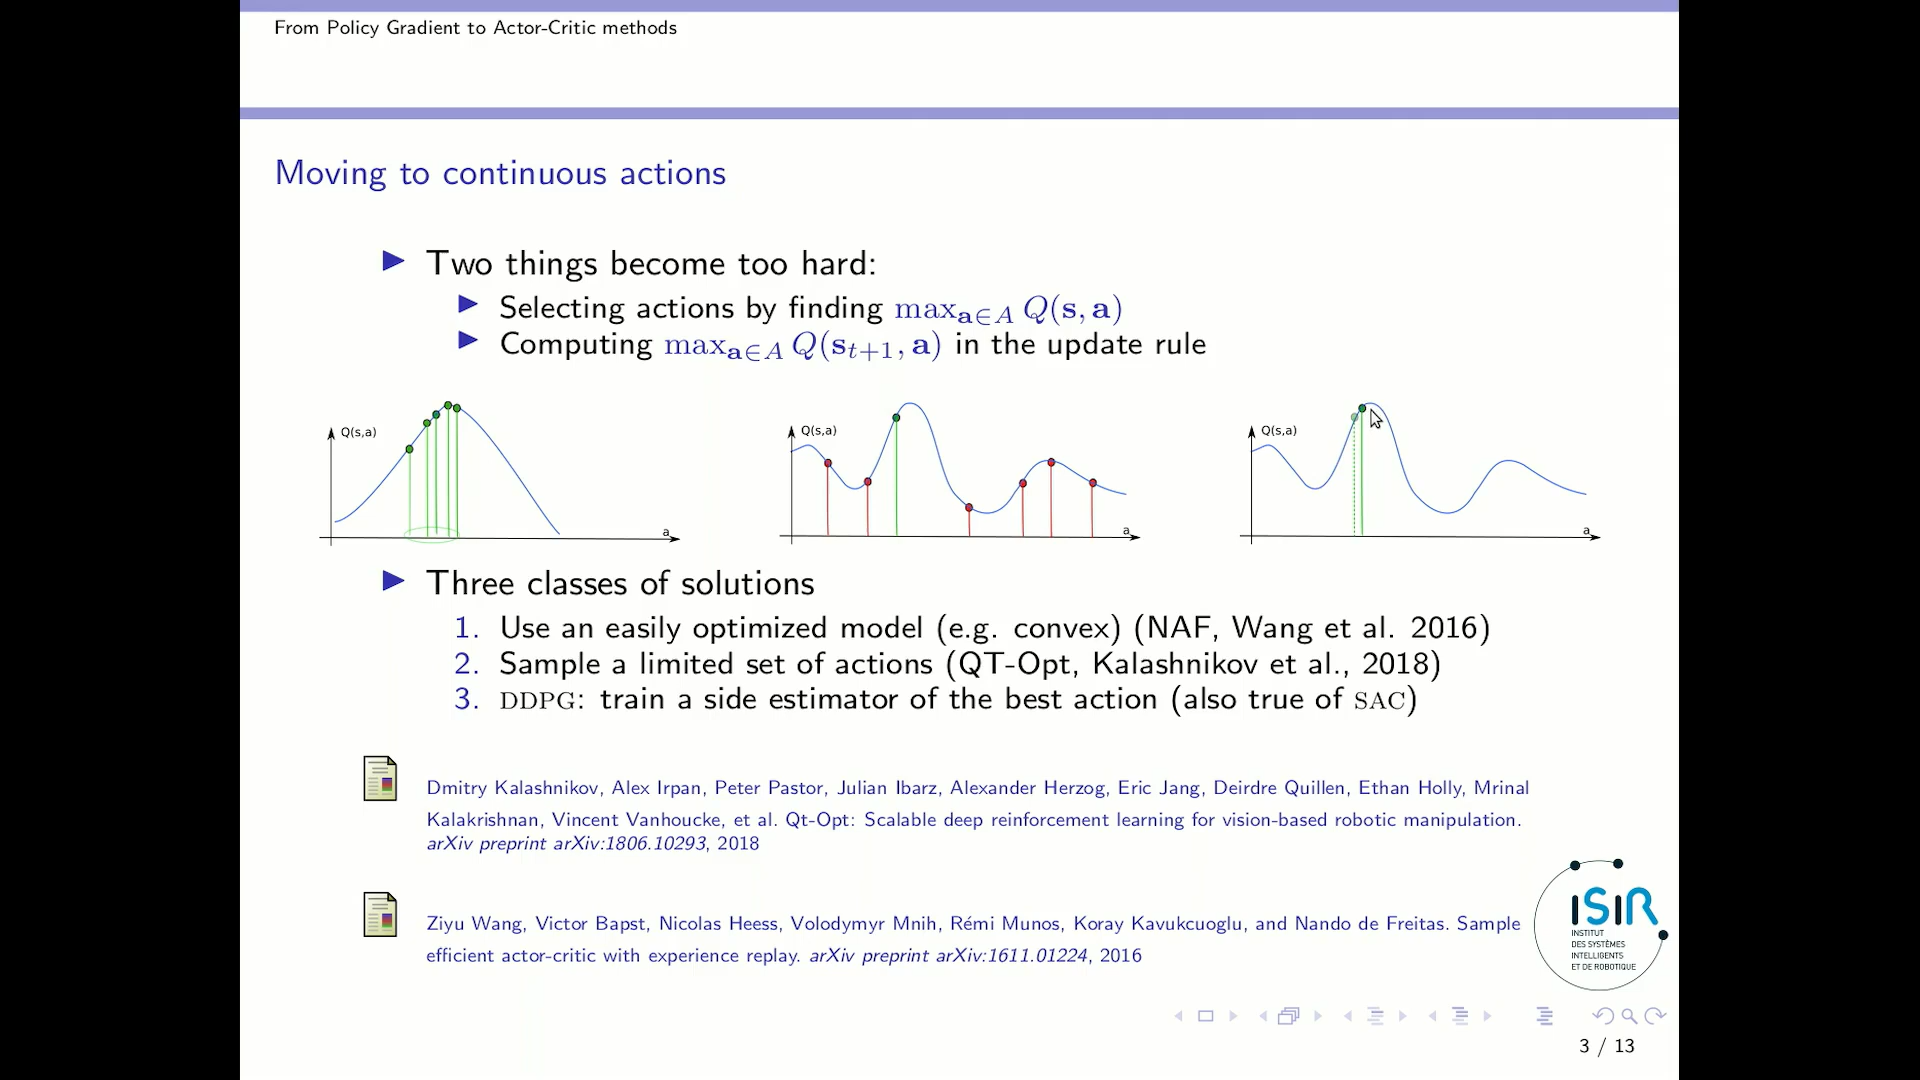 From Policy Gradient to Actor-Critic methods
Moving to continuous actions
Two things become too hard:
Selecting actions by finding max_{a∈A} Q(s, a)
Computing max_{a∈A} Q(s_{t+1}, a) in the update rule
Q(s,a)
a
Q(s,a)
a
Q(s,a)
a
Three classes of solutions
1. Use an easily optimized model (e.g. convex) (NAF, Wang et al. 2016)
2. Sample a limited set of actions (QT-Opt, Kalashnikov et al., 2018)
3. DDPG: train a side estimator of the best action (also true of SAC)
Dmitry Kalashnikov, Alex Irpan, Peter Pastor, Julian Ibarz, Alexander Herzog, Eric Jang, Deirdre Quillen, Ethan Holly, Mrinal
Kalakrishnan, Vincent Vanhoucke, et al. Qt-Opt: Scalable deep reinforcement learning for vision-based robotic manipulation.
arXiv preprint arXiv:1806.10293, 2018
Ziyu Wang, Victor Bapst, Nicolas Heess, Volodymyr Mnih, Rémi Munos, Koray Kavukcuoglu, and Nando de Freitas. Sample
efficient actor-critic with experience replay. arXiv preprint arXiv:1611.01224, 2016
ISIR
INSTITUT
DES SYSTÈMES
INTELLIGENTS
ET DE ROBOTIQUE
3 / 13